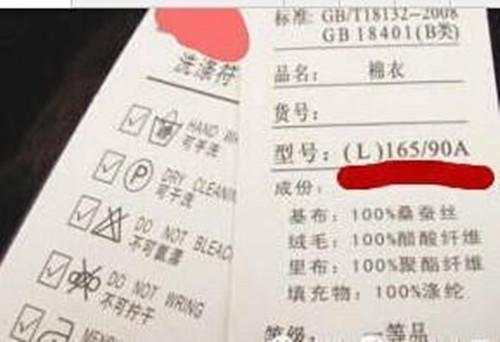 洗涤符
HAND W
可手洗
DRY CLEANIN
可干洗
DO NOT BLEAC
不可氯漂
DO NOT WRING
不可拧干
标准: GB/T18132-2008
GB 18401(B类)
品名: 棉衣
货号:
型号: (L)165/90A
成份:
基布: 100%桑蚕丝
绒毛: 100%醋酸纤维
里布: 100%聚酯纤维
填充物: 100%涤纶
等级: 一等品